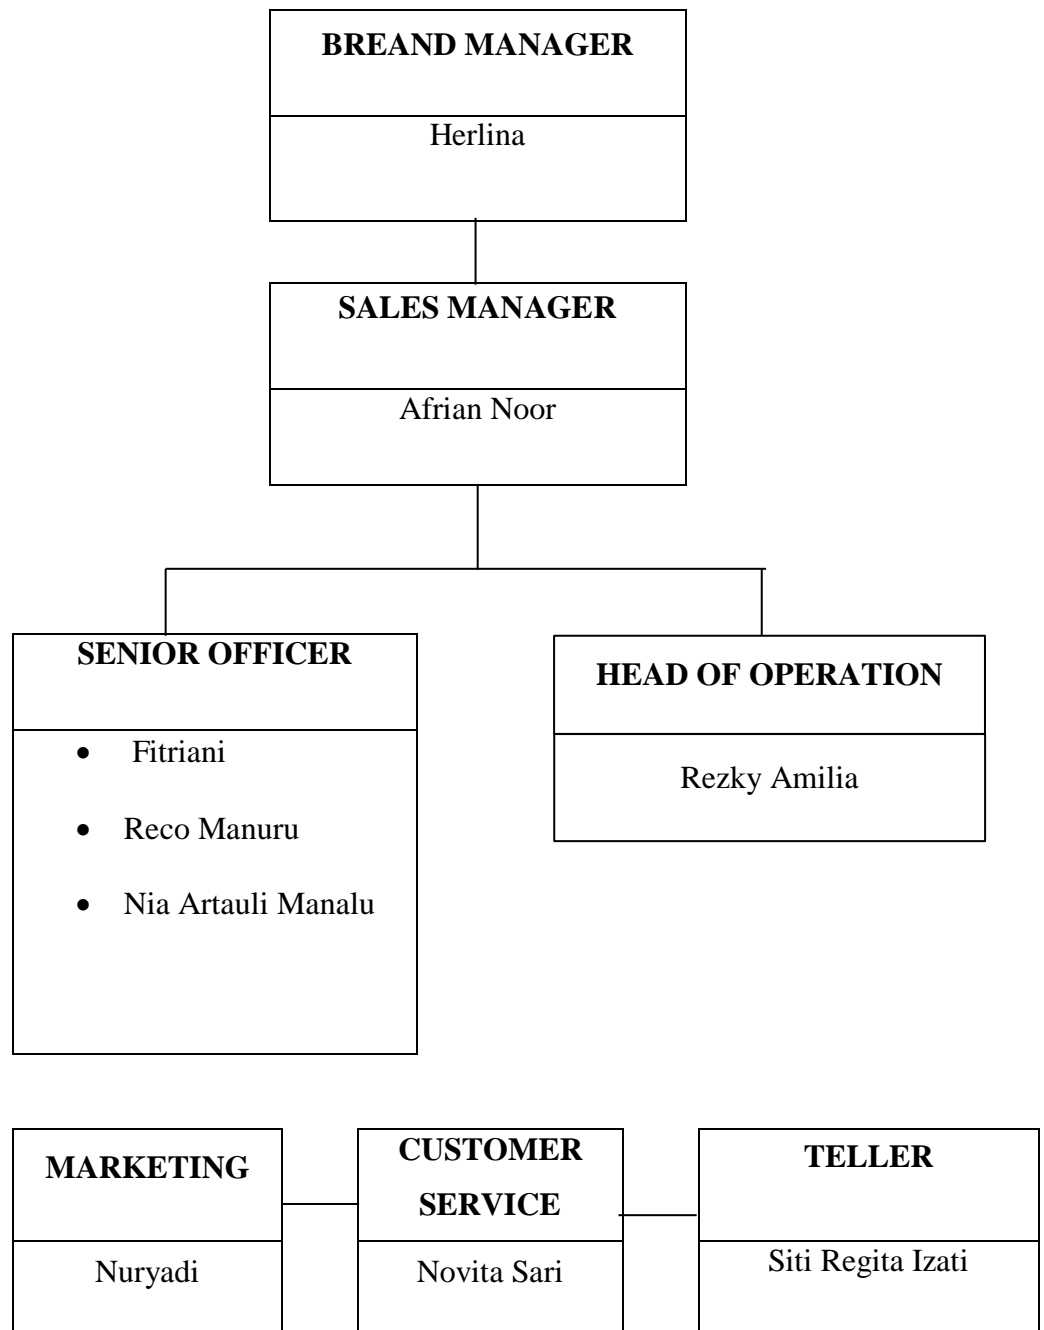 BREAND MANAGER
Herlina
SALES MANAGER
Afrian Noor
SENIOR OFFICER
• Fitriani
• Reco Manuru
• Nia Artauli Manalu
HEAD OF OPERATION
Rezky Amilia
MARKETING
Nuryadi
CUSTOMER
SERVICE
Novita Sari
TELLER
Siti Regita Izati